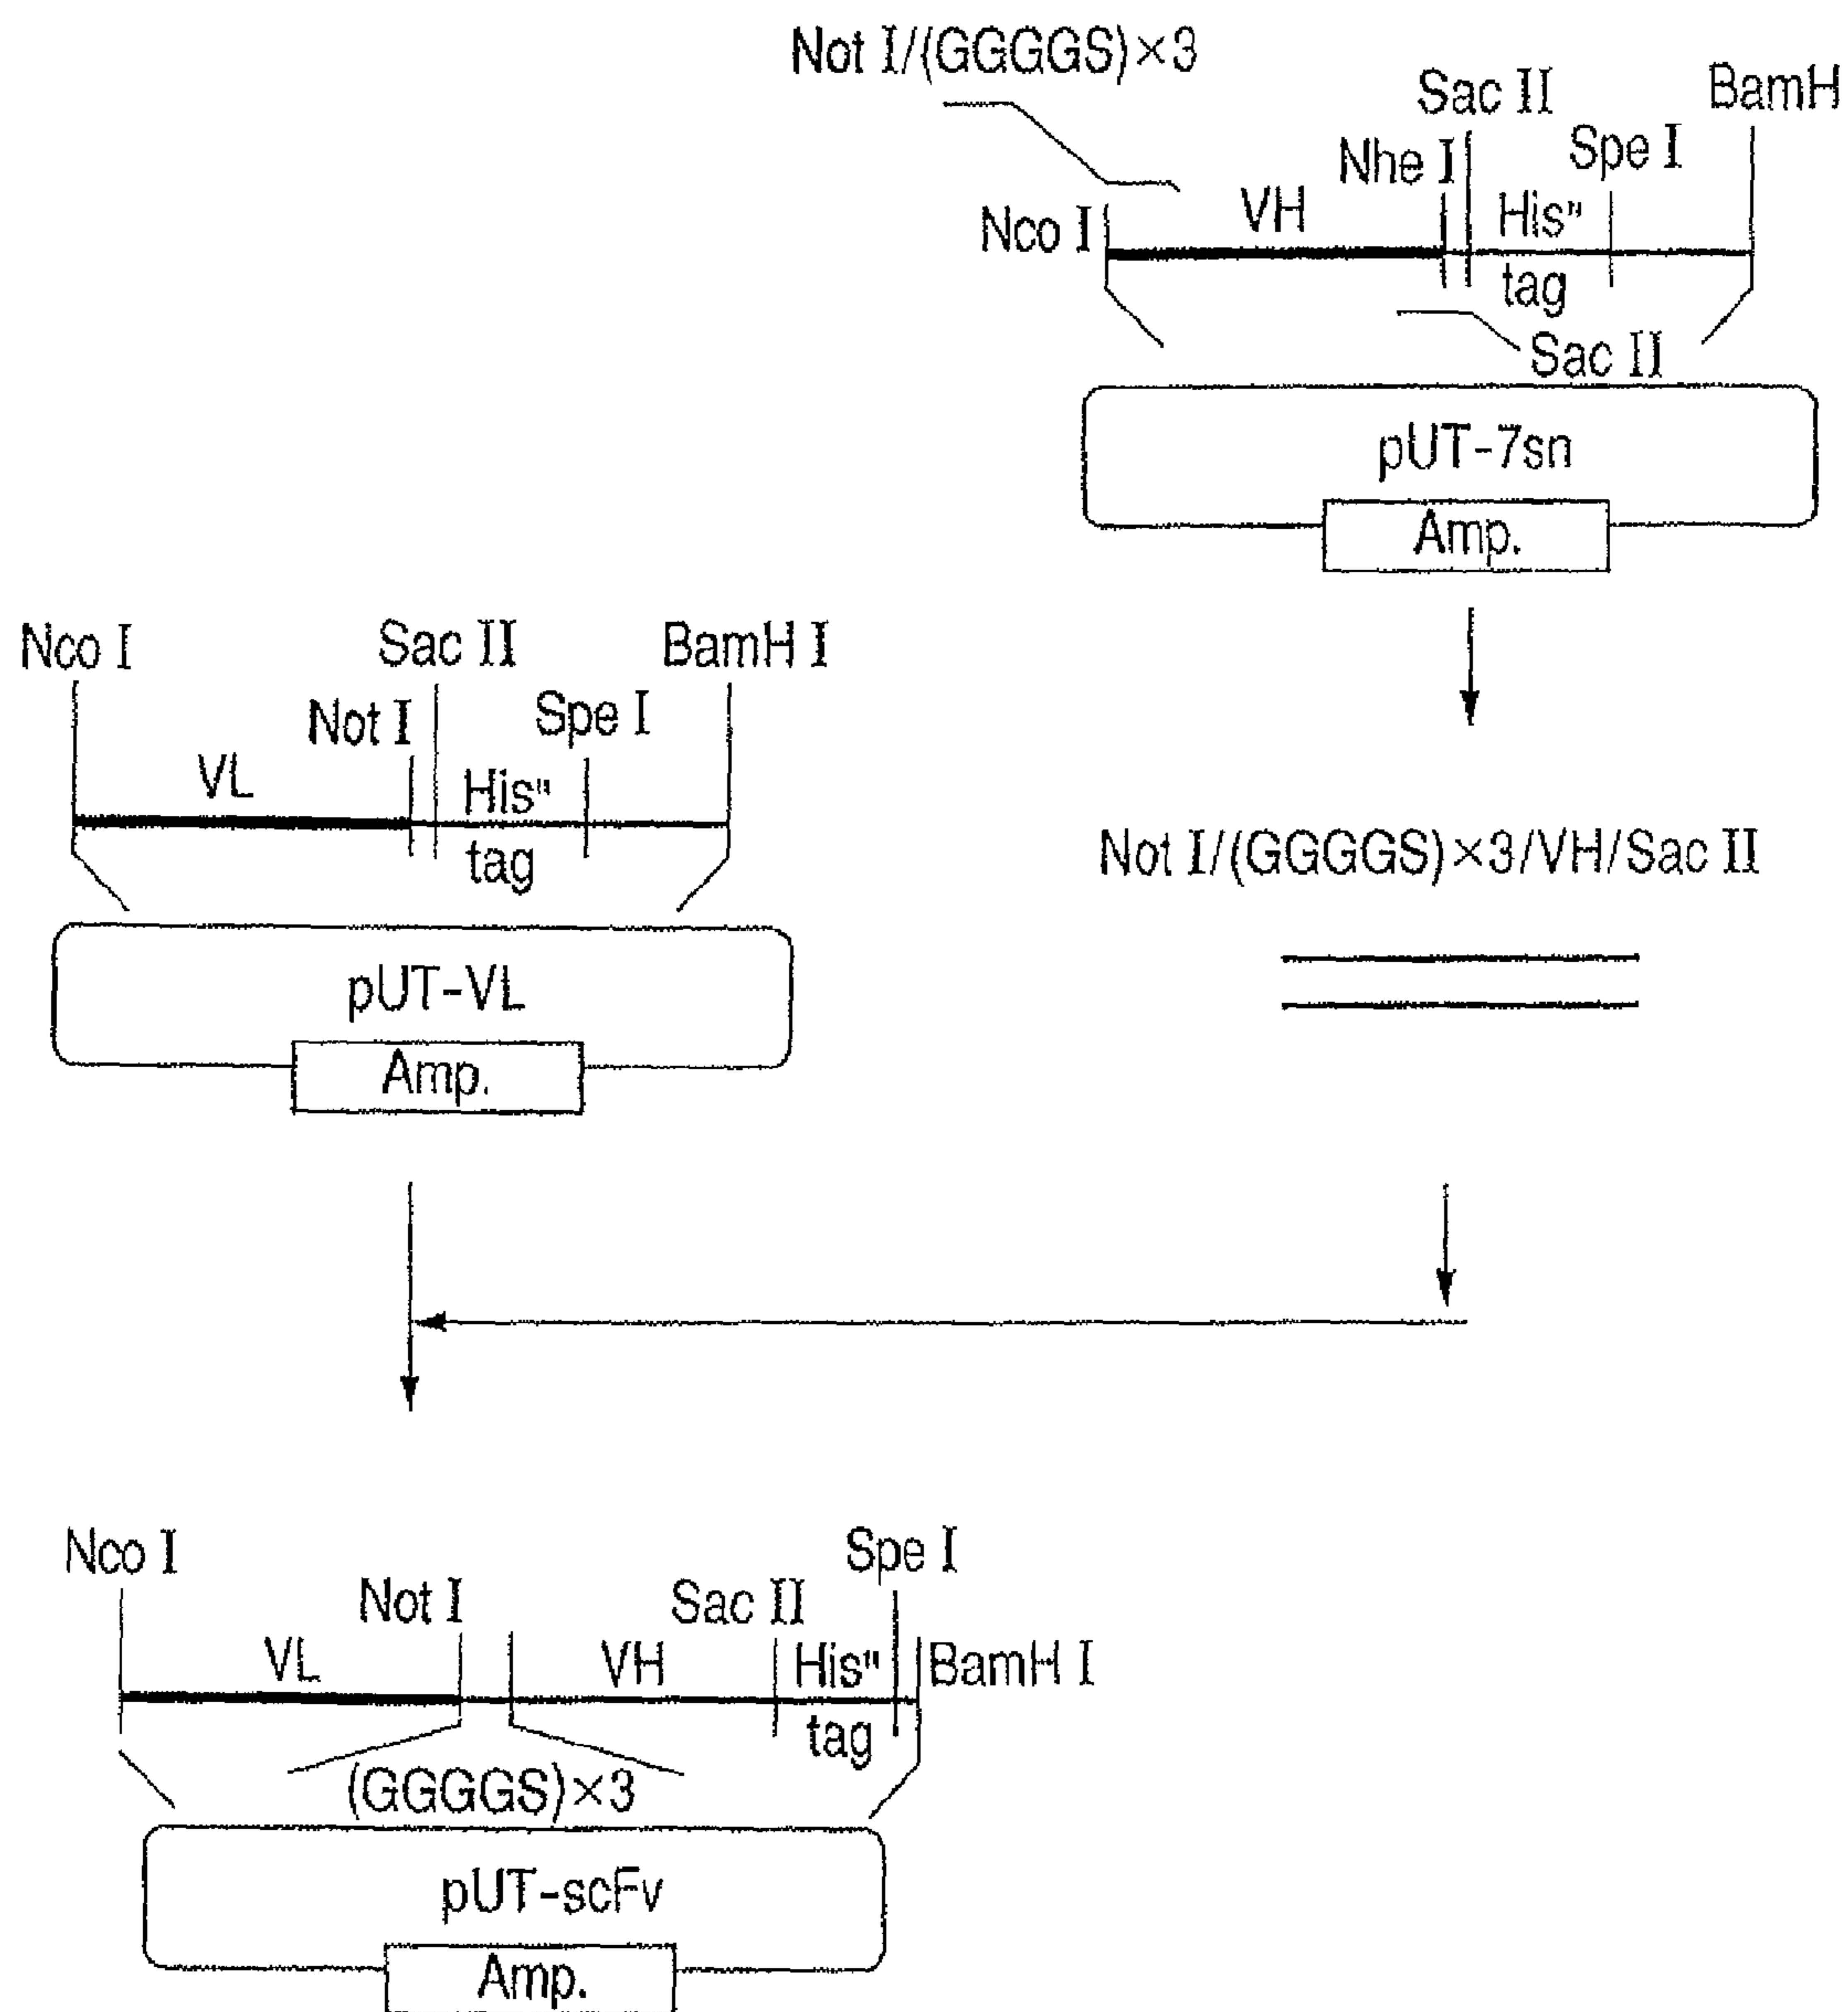 Not I/(GGGGS)×3
Sac II
BamH
Nhe I
Spe I
Nco I
VH
His"
tag
Sac II
pUT-7sn
Amp.
Nco I
Sac II
BamH I
Not I
Spe I
VL
His"
tag
Not I/(GGGGS)×3/VH/Sac II
pUT-VL
Amp.
Nco I
Spe I
Not I
Sac II
VL
VH
His"
BamH I
tag
(GGGGS)×3
pUT-scFv
Amp.